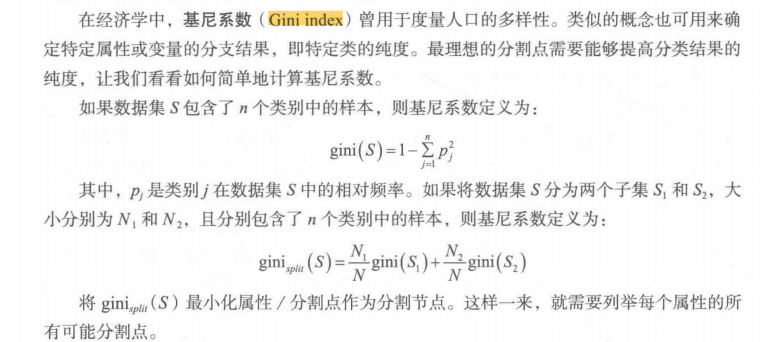 在经济学中，基尼系数（Gini index）曾用于度量人口的多样性。类似的概念也可用来确
定特定属性或变量的分支结果，即特定类的纯度。最理想的分割点需要能够提高分类结果的
纯度，让我们看看如何简单地计算基尼系数。
如果数据集 S 包含了 n 个类别中的样本，则基尼系数定义为：
gini(S)=1-∑_{j=1}^{n} p_j^2
其中，p_j 是类别 j 在数据集 S 中的相对频率。如果将数据集 S 分为两个子集 S_1 和 S_2，大
小分别为 N_1 和 N_2，且分别包含了 n 个类别中的样本，则基尼系数定义为：
gini_{split}(S)=\frac{N_1}{N}gini(S_1)+\frac{N_2}{N}gini(S_2)
将 gini_{split}(S) 最小化属性 / 分割点作为分割节点。这样一来，就需要列举每个属性的所
有可能分割点。